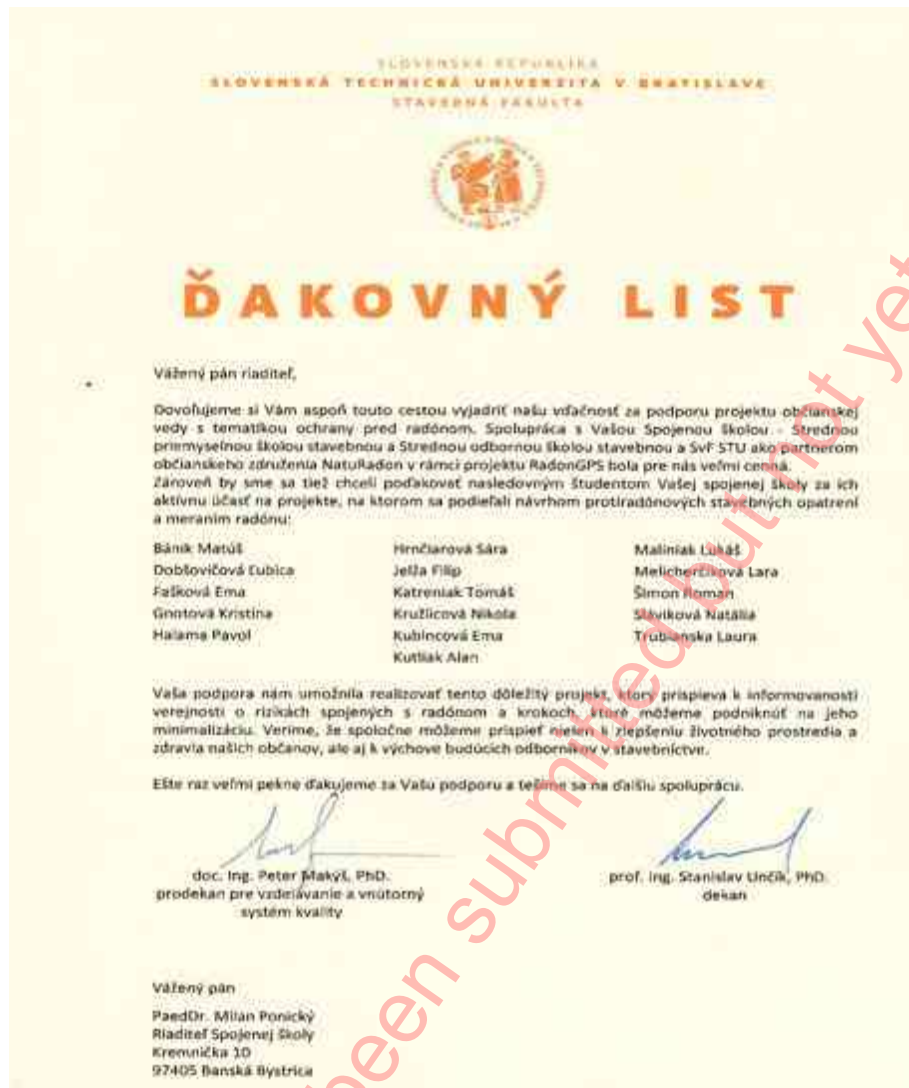 SLOVENSKÁ REPUBLIKA
SLOVENSKÁ TECHNICKÁ UNIVERZITA V BRATISLAVE
STAVEBNÁ FAKULTA
ĎAKOVNÝ LIST
Vážený pán riaditeľ,
Dovoľujeme si Vám aspoň touto cestou vyjadriť našu vďačnosť za podporu projektu občianskej
vedy s tematikou ochrany pred radónom. Spolupráca s Vašou Spojenou školou - Strednou
priemyselnou školou stavebnou a Strednou odbornou školou stavebnou a SvF STU ako partnerom
občianskeho združenia NatuRadon v rámci projektu RadonGPS bola pre nás veľmi cenná.
Zároveň by sme sa tiež chceli poďakovať nasledovným študentom Vašej spojenej školy za ich
aktívnu účasť na projekte, na ktorom sa podieľali návrhom protiradónových stavebných opatrení
a meraním radónu:
Bánik Matúš
Dobšovičová Ľubica
Fašková Ema
Gnotová Kristína
Halama Pavol
Hrnčiarová Sára
Jelža Filip
Katreniak Tomáš
Kružlicová Nikola
Kubincová Ema
Kutliak Alan
Maliniak Lukáš
Melicherčíková Lara
Šimon Roman
Sláviková Natália
Trubianska Laura
Vaša podpora nám umožnila realizovať tento dôležitý projekt, ktorý prispieva k informovanosti
verejnosti o rizikách spojených s radónom a krokoch, ktoré môžeme podniknúť na jeho
minimalizáciu. Veríme, že spoločne môžeme prispieť nielen k zlepšeniu životného prostredia a
zdravia našich občanov, ale aj k výchove budúcich odborníkov v stavebníctve.
Ešte raz veľmi pekne ďakujeme za Vašu podporu a tešíme sa na ďalšiu spoluprácu.
doc. Ing. Peter Makýš, PhD.
prodekan pre vzdelávanie a vnútorný
systém kvality
prof. Ing. Stanislav Unčík, PhD.
dekan
Vážený pán
PaedDr. Milan Ponický
Riaditeľ Spojenej školy
Kremnička 10
97405 Banská Bystrica
been submitted but not yet